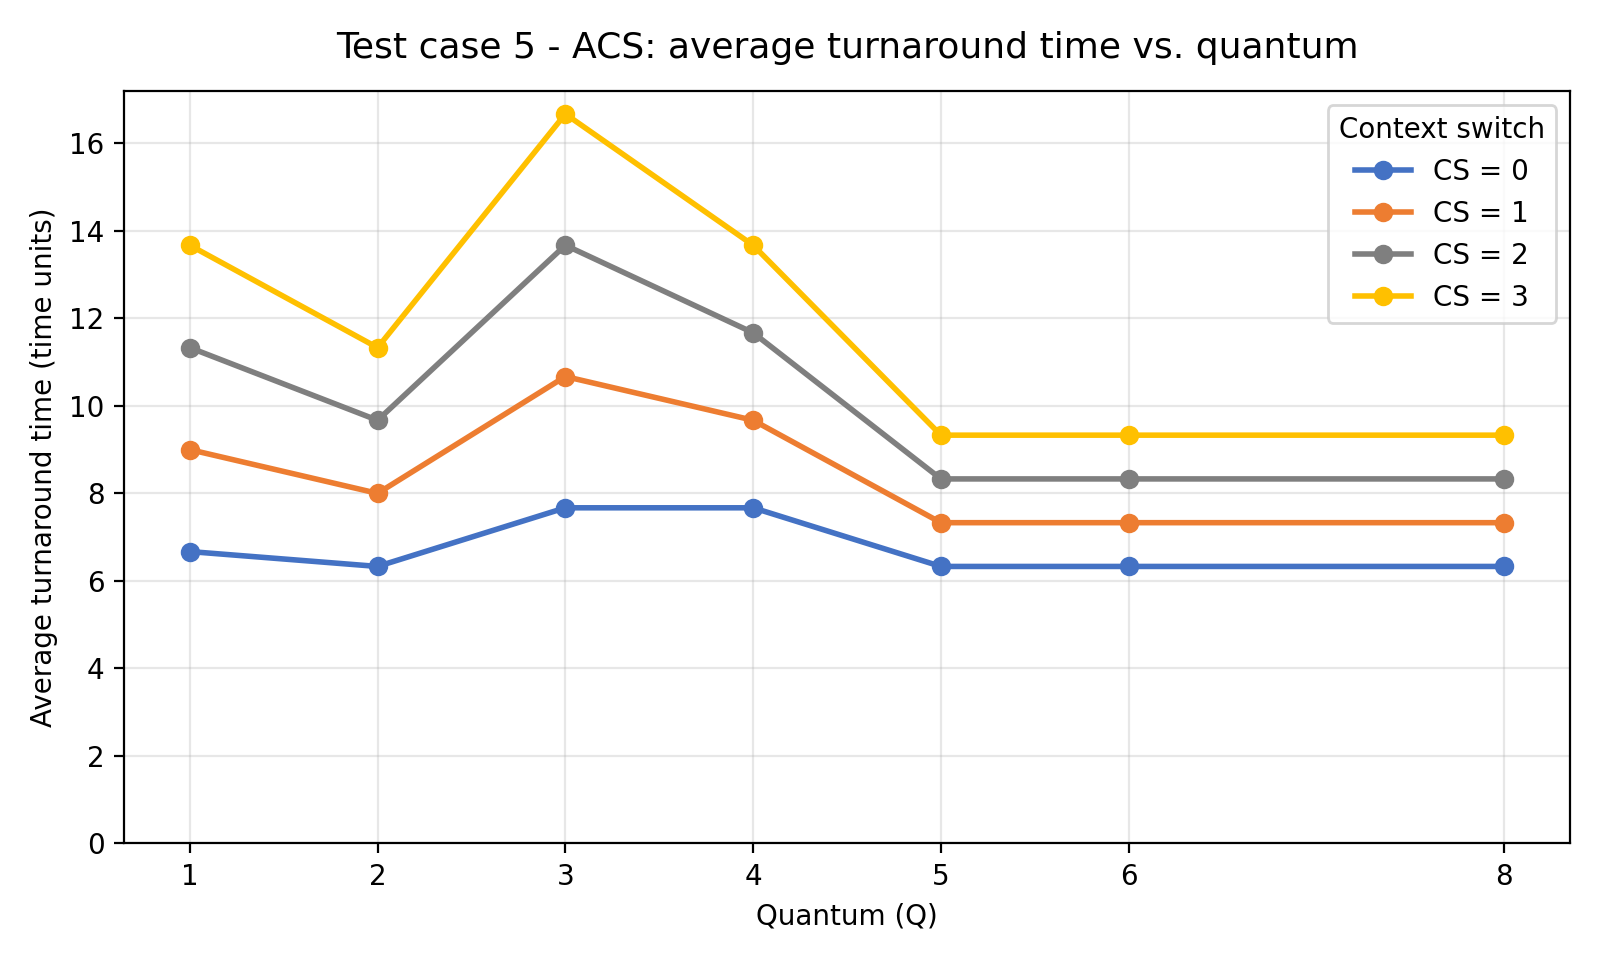 Test case 5 - ACS: average turnaround time vs. quantum
Average turnaround time (time units)
16
14
12
10
8
6
4
2
0
Context switch
CS = 0
CS = 1
CS = 2
CS = 3
1 2 3 4 5 6 8
Quantum (Q)